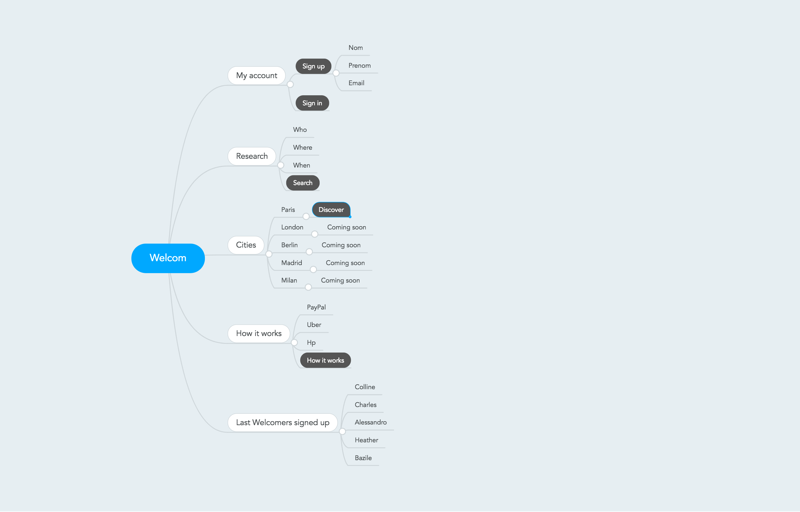 Welcom
My account
Sign up
Nom
Prenom
Email
Sign in
Research
Who
Where
When
Search
Cities
Paris
Discover
London
Coming soon
Berlin
Coming soon
Madrid
Coming soon
Milan
Coming soon
How it works
PayPal
Uber
Hp
How it works
Last Welcomers signed up
Colline
Charles
Alessandro
Heather
Bazile